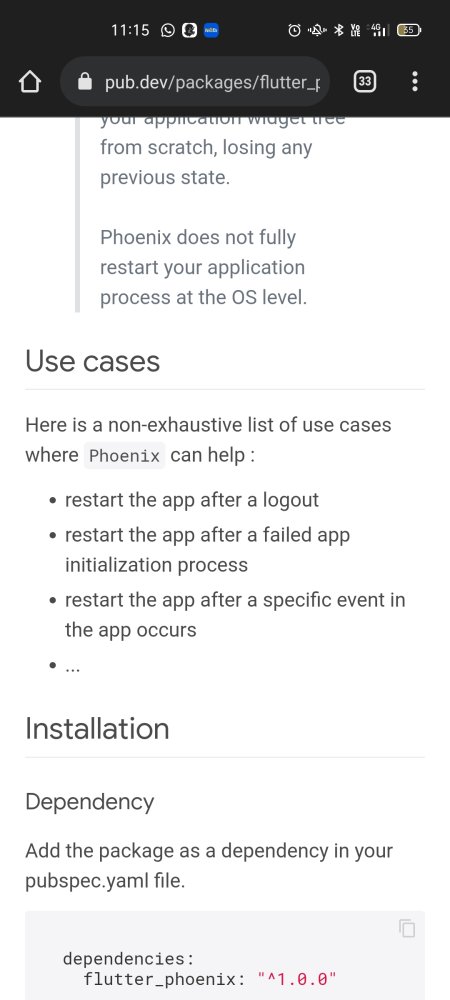 11:15
4G
55
pub.dev/packages/flutter_p
33
your application widget tree
from scratch, losing any
previous state.
Phoenix does not fully
restart your application
process at the OS level.
Use cases
Here is a non-exhaustive list of use cases
where Phoenix can help :
• restart the app after a logout
• restart the app after a failed app
initialization process
• restart the app after a specific event in
the app occurs
• ...
Installation
Dependency
Add the package as a dependency in your
pubspec.yaml file.
dependencies:
flutter_phoenix: "^1.0.0"